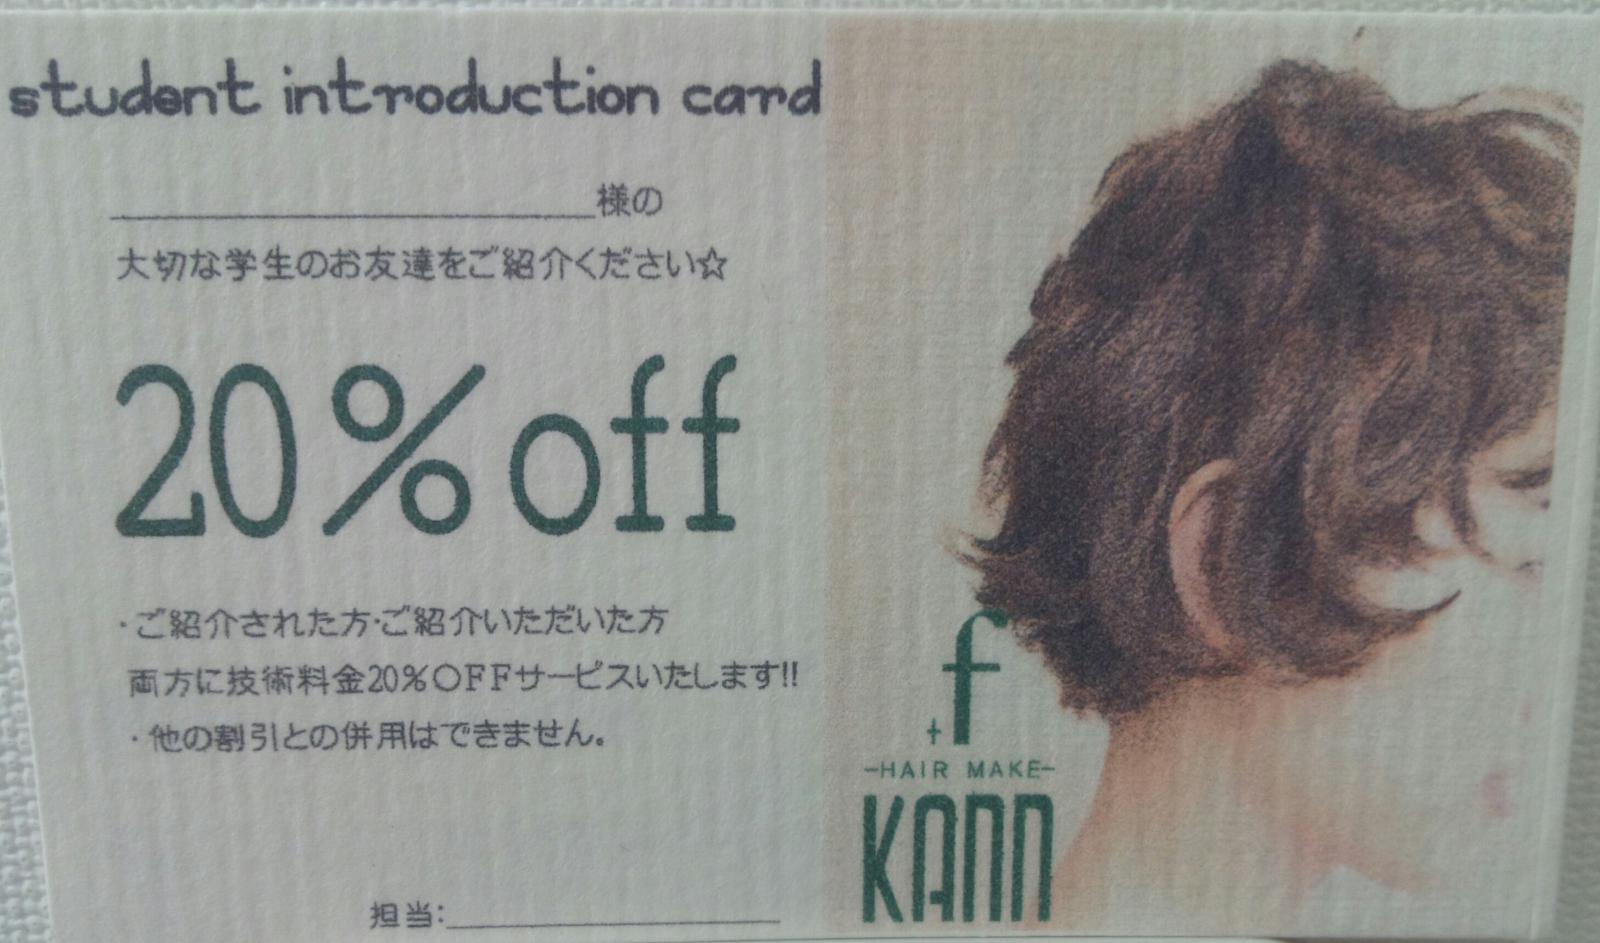 student introduction card
様の
大切な学生のお友達をご紹介ください☆
20%off
・ご紹介された方・ご紹介いただいた方
両方に技術料金20%OFFサービスいたします!!
・他の割引との併用はできません。
担当:
+f
-HAIR MAKE-
KANN